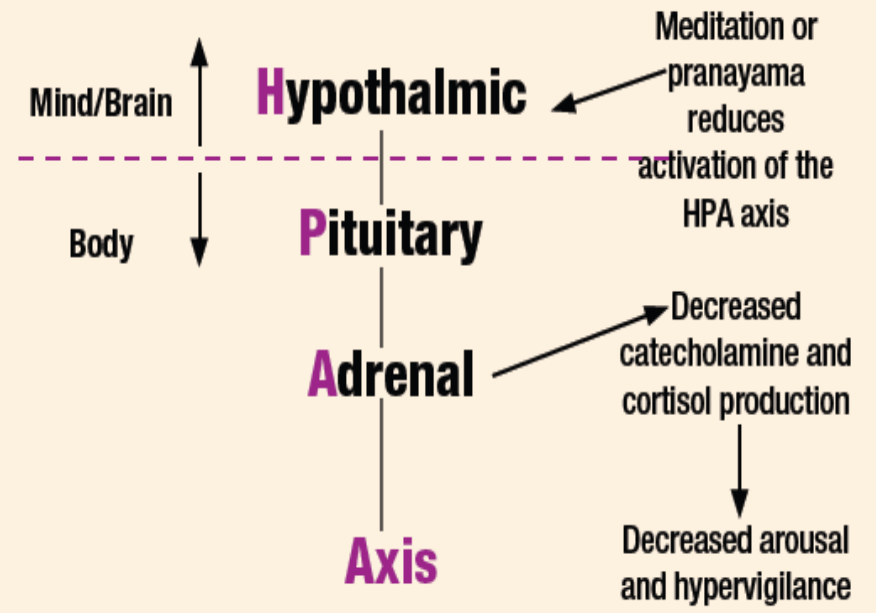 Mind/Brain
Body
Hypothalmic
Pituitary
Adrenal
Axis
Meditation or
pranayama
reduces
activation of the
HPA axis
Decreased
catecholamine and
cortisol production
Decreased arousal
and hypervigilance